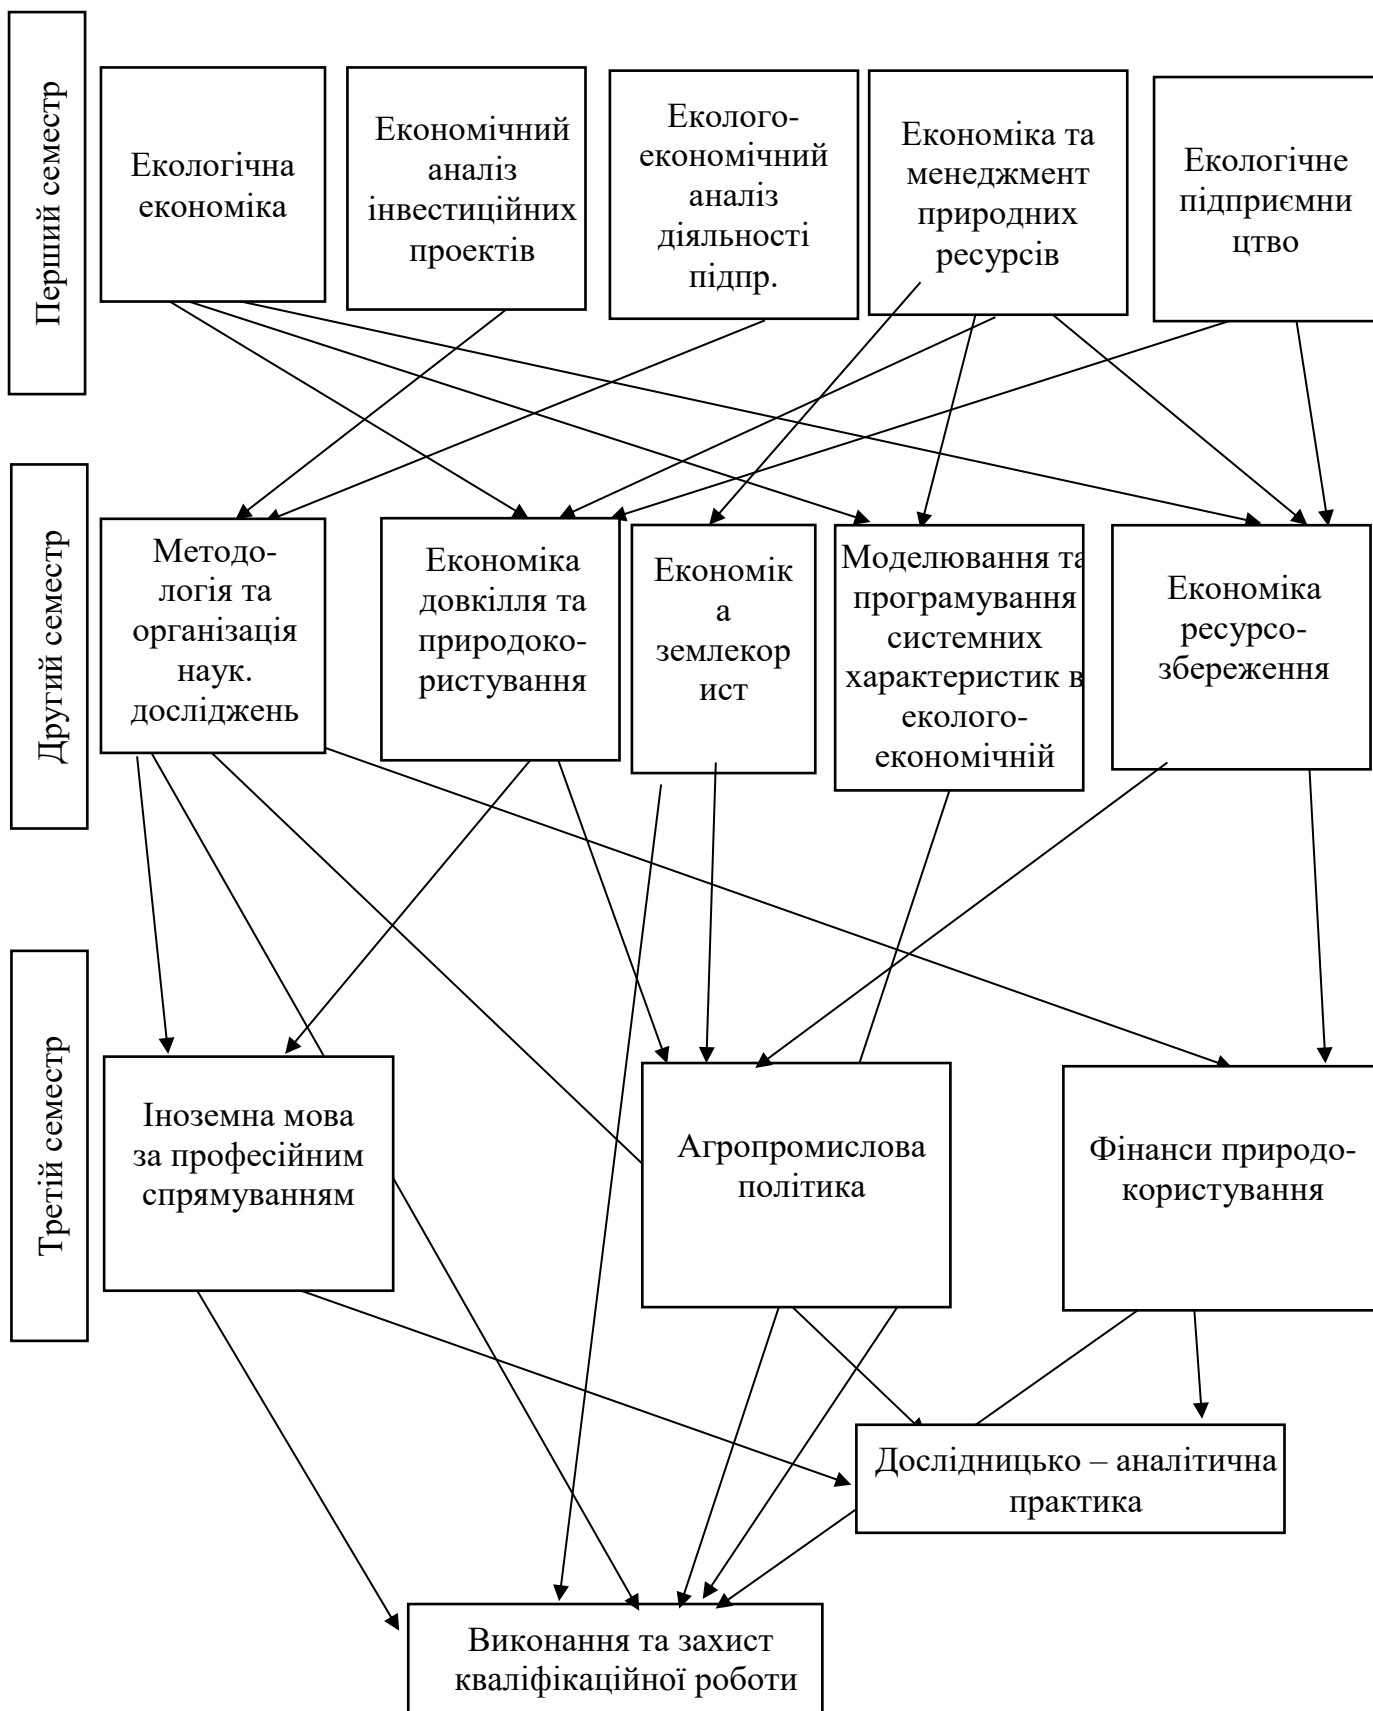 Перший семестр
Екологічна
економіка
Економічний
аналіз
інвестиційних
проектів
Еколого-
економічний
аналіз
діяльності
підпр.
Економіка та
менеджмент
природних
ресурсів
Екологічне
підприємни
цтво
Другий семестр
Методо-
логія та
організація
наук.
досліджень
Економіка
довкілля та
природоко-
ристування
Економік
а
землекор
ист
Моделювання та
програмування
системних
характеристик в
еколого-
економічній
Економіка
ресурсо-
збереження
Третій семестр
Іноземна мова
за професійним
спрямуванням
Агропромислова
політика
Фінанси природо-
користування
Дослідницько – аналітична
практика
Виконання та захист
кваліфікаційної роботи